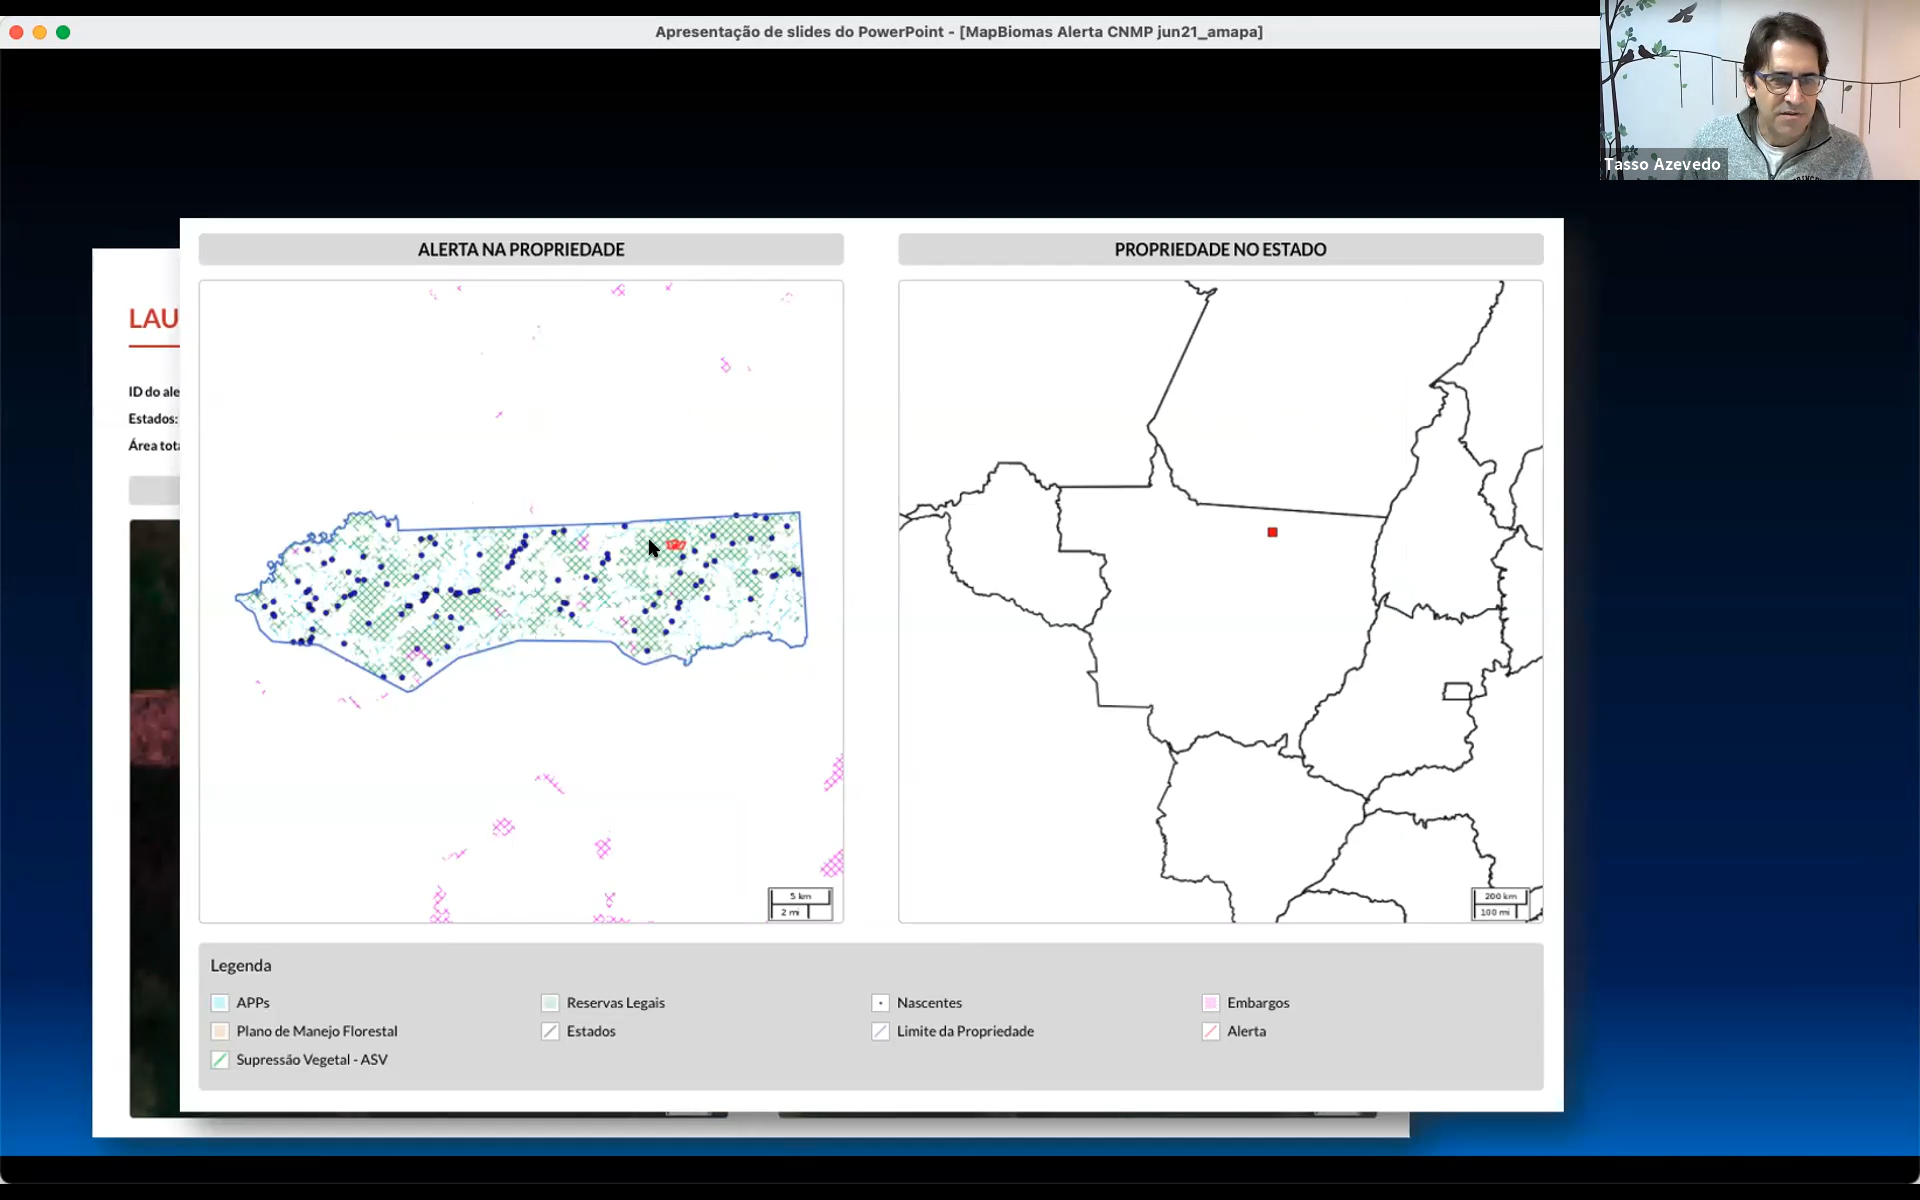 Apresentação de slides do PowerPoint - [MapBiomas Alerta CNMP jun21_amapa]
Tasso Azevedo
LAU
ID do ale
Estados:
Área tota
ALERTA NA PROPRIEDADE
PROPRIEDADE NO ESTADO
5 km
2 mi
200 km
100 mi
Legenda
APPs
Reservas Legais
Nascentes
Embargos
Plano de Manejo Florestal
Estados
Limite da Propriedade
Alerta
Supressão Vegetal - ASV